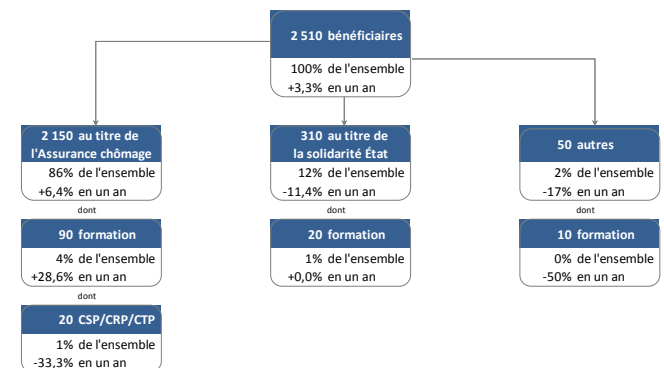 2 510 bénéficiaires
100% de l'ensemble
+3,3% en un an
2 150 au titre de
l'Assurance chômage
86% de l'ensemble
+6,4% en un an
dont
90 formation
4% de l'ensemble
+28,6% en un an
dont
20 CSP/CRP/CTP
1% de l'ensemble
-33,3% en un an
310 au titre de
la solidarité État
12% de l'ensemble
-11,4% en un an
dont
20 formation
1% de l'ensemble
+0,0% en un an
50 autres
2% de l'ensemble
-17% en un an
dont
10 formation
0% de l'ensemble
-50% en un an